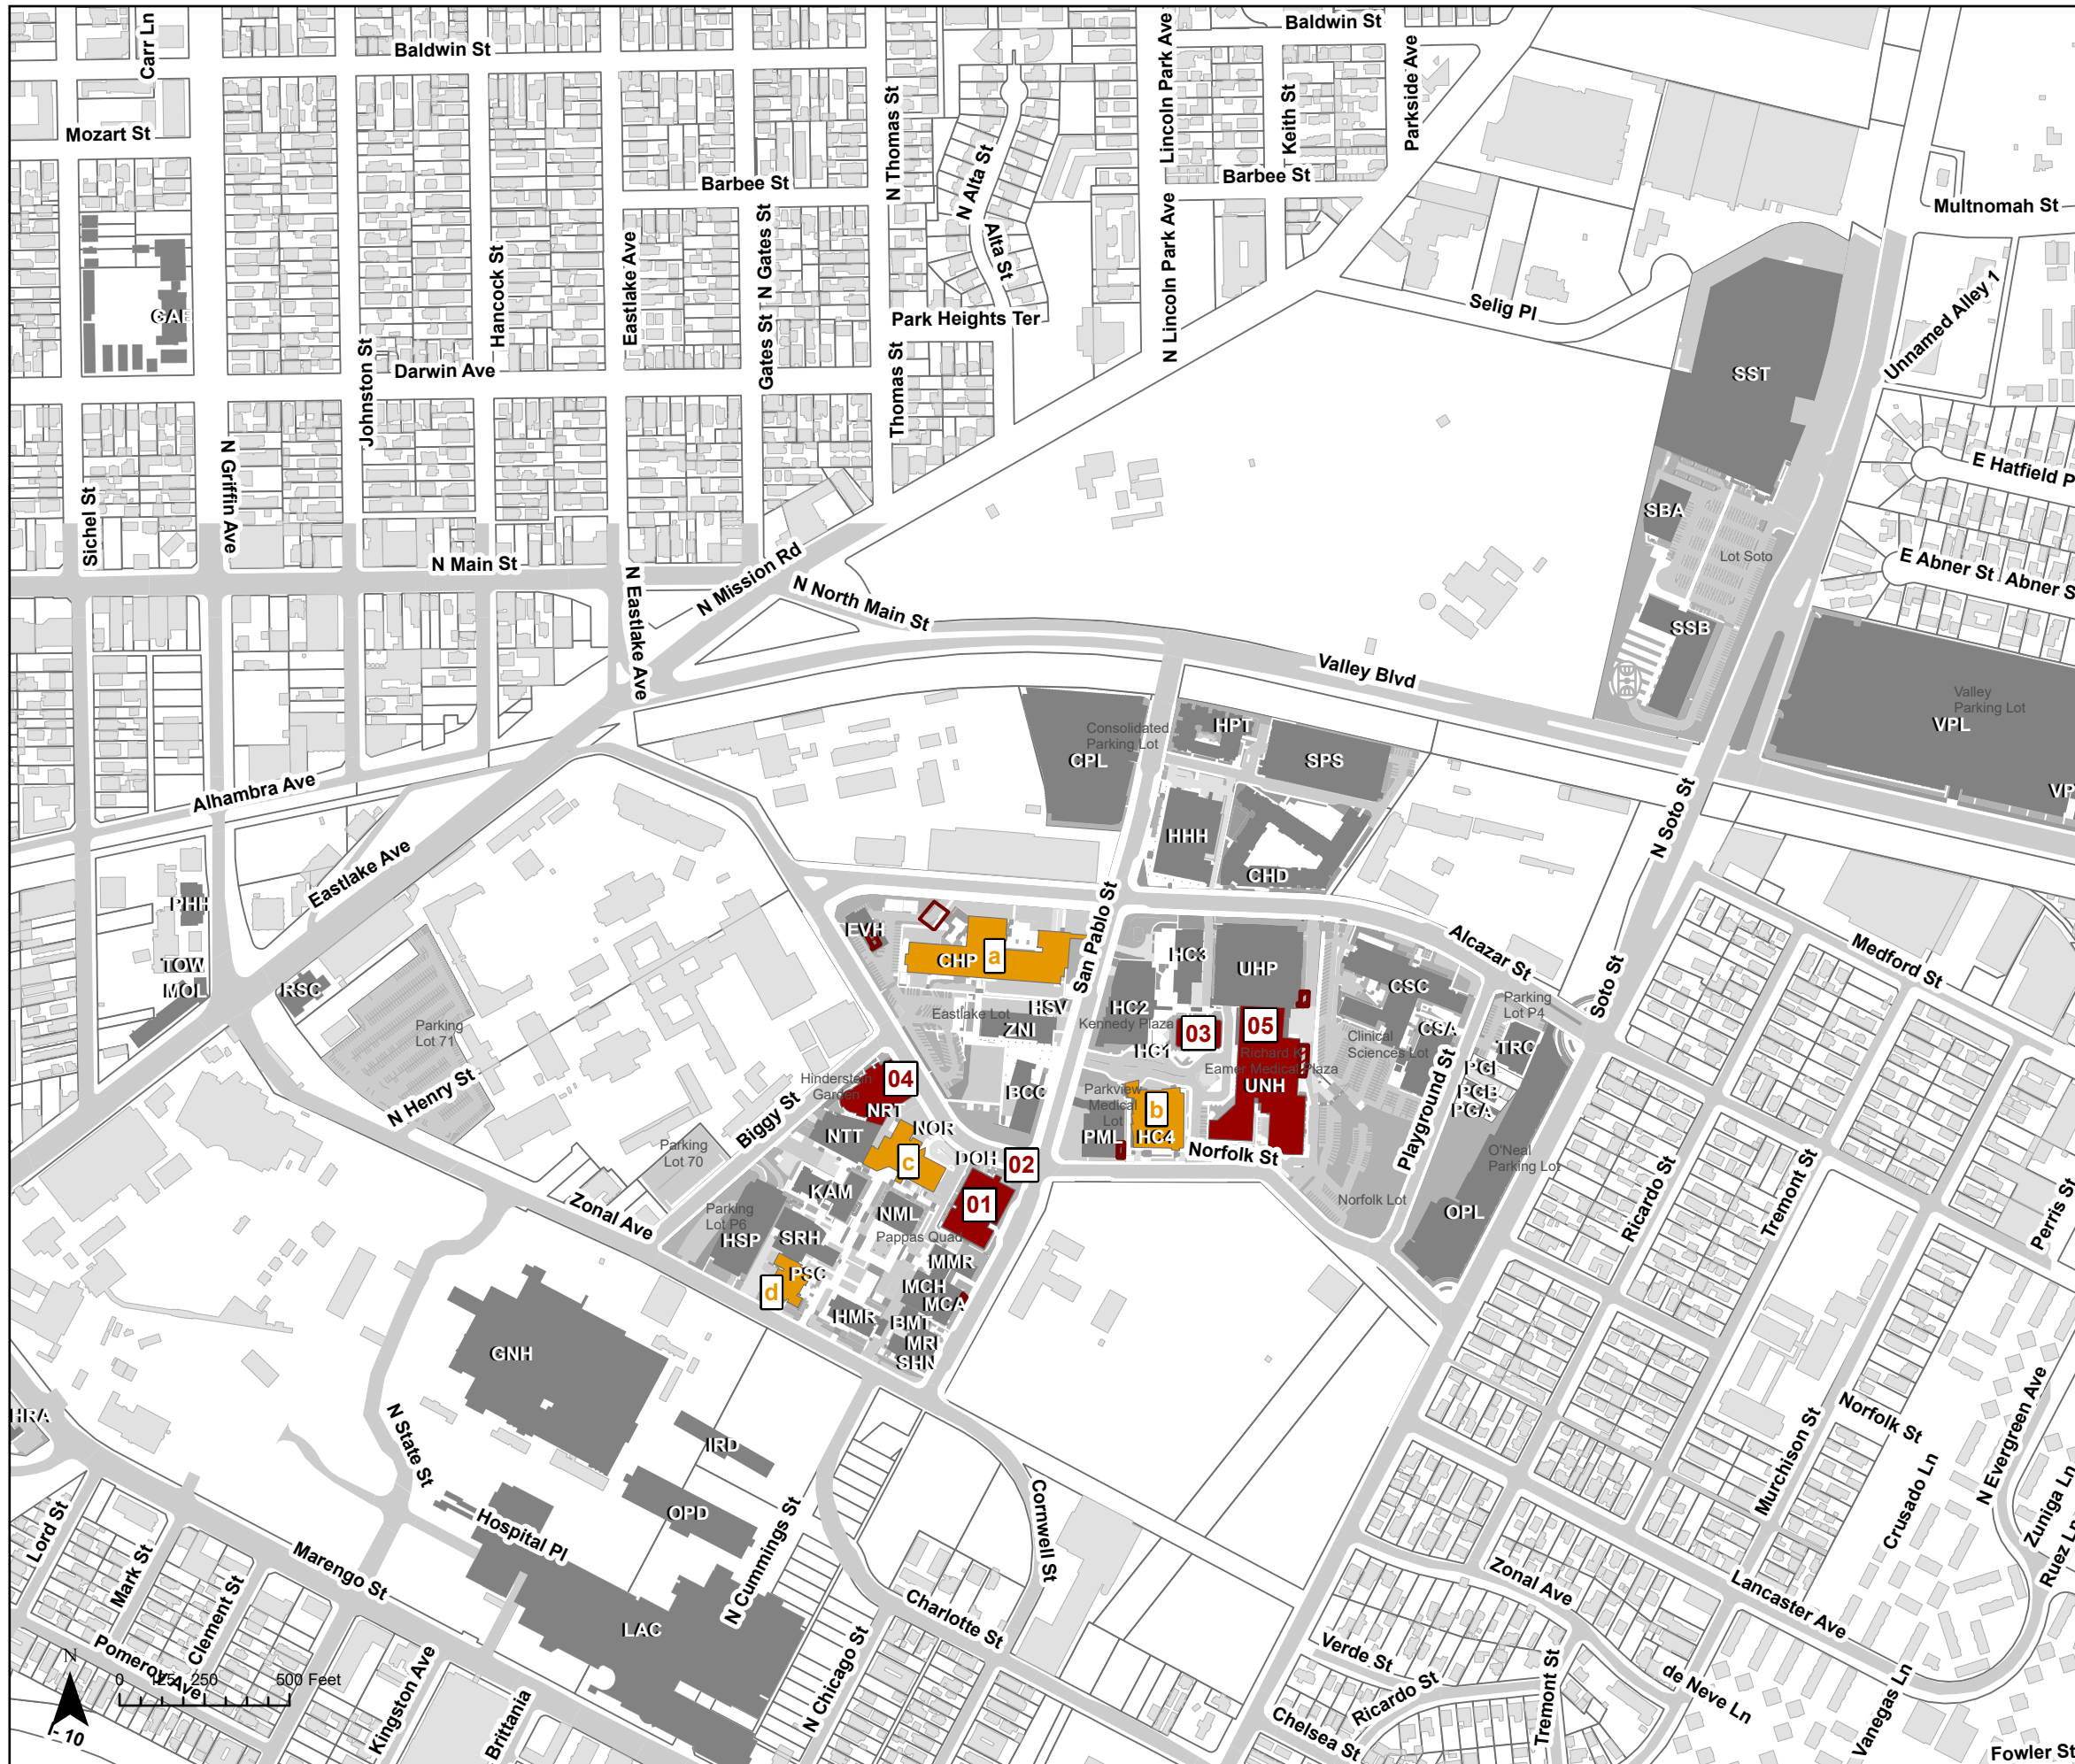 Carr Ln
Baldwin St
Baldwin St
Mozart St
N Lincoln Park Ave
Keith St
Parkside Ave
N Thomas St
N Alta St
Barbee St
Barbee St
Multnomah St
Alta St
N Gates St
Eastlake Ave
Hancock St
N Lincoln Park Ave
Unnamed Alley 1
Selig Pl
Park Heights Ter
Gates St
Johnston St
Darwin Ave
Thomas St
SST
N Griffin Ave
Sichel St
E Hatfield P
SBA
Lot Soto
N Main St
N Mission Rd
N Eastlake Ave
N North Main St
E Abner St
Abner S
SSB
Valley Blvd
Valley
Parking Lot
VPL
VP
HPT
Consolidated
Parking Lot
CPL
SPS
Alhambra Ave
N Soto St
HHH
CHD
Eastlake Ave
PHH
San Pablo St
EVH
CHP
a
HC3
UHP
Alcazar St
Medford St
TOW
MOL
RSC
CSC
Soto St
Parking
Lot P4
HSV
Eastlake Lot
ZNI
HC2
Kennedy Plaza
03
05
HC1
Parking
Lot 71
Clinical
Sciences Lot
CSA
TRC
Richard K.
Eamer Medical Plaza
UNH
PGB
PGA
Playground St
N Henry St
04
NRT
BCC
Parkview
Medical
Lot
b
HC4
PML
Norfolk St
Biggy St
NTT
NOR
c
DOH
02
01
Parking
Lot 70
O'Neal
Parking Lot
OPL
Norfolk Lot
Ricardo St
Tremont St
Perris St
Zonal Ave
Parking
Lot P6
HSP
KAM
NML
Pappas Quad
SRH
PSC
d
MMR
MCH
MCA
HMR
BMT
MRI
SHN
GNH
HRA
N State St
IRD
OPD
Hospital Pl
N Cummings St
Cornwell St
Norfolk St
Murchison St
N Evergreen Ave
Crusado Ln
Zuniga Ln
Ruez Ln
Lord St
Mark St
Clement St
Marengo St
LAC
Charlotte St
Zonal Ave
Lancaster Ave
Pomeroy Ave
Kingston Ave
Brittania
N Chicago St
Verde St
Ricardo St
Chelsea St
Tremont St
de Neve Ln
Vanegas Ln
Fowler St
N
0 125 250 500 Feet
- 10